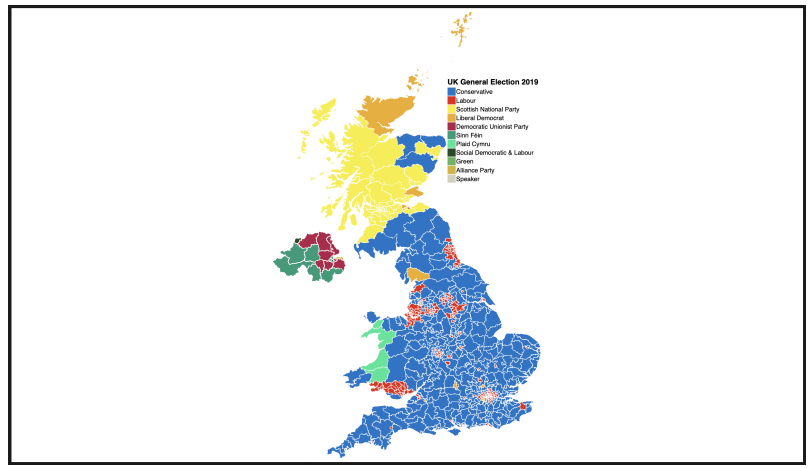 UK General Election 2019
Conservative
Labour
Scottish National Party
Liberal Democrat
Democratic Unionist Party
Sinn Féin
Plaid Cymru
Social Democratic & Labour
Green
Alliance Party
Speaker